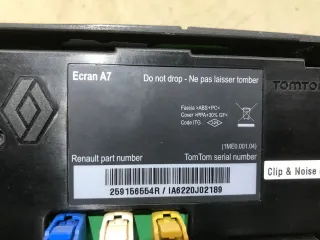 Ecran A7
Do not drop - Ne pas laisser tomber
TOMTOM
Fascia >ABS+PC<
Cover >PPA+30% GF<
Code ITG
(1ME0.001.04)
Renault part number
TomTom serial number
Clip & Noise
259156554R / IA6220J02189